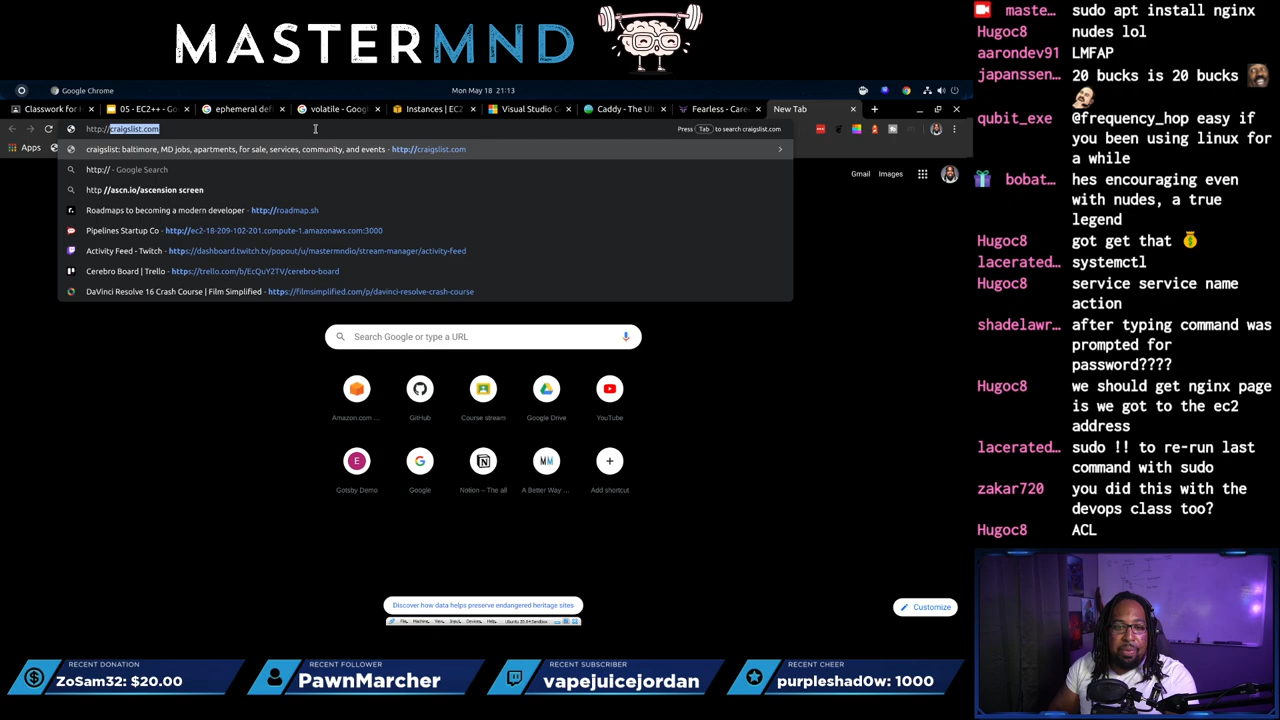 MASTERMND
Google Chrome
Mon May 18 21:13
Classwork for
05 - EC2++ - Go
ephemeral def
volatile - Goog
Instances | EC2
Visual Studio C
Caddy - The Ult
Fearless - Care
New Tab
http://craigslist.com
Press Tab to search craigslist.com
Apps
craigslist: baltimore, MD jobs, apartments, for sale, services, community, and events - http://craigslist.com
http:// - Google Search
http //ascn.io/ascension screen
Roadmaps to becoming a modern developer - http://roadmap.sh
Pipelines Startup Co - http://ec2-18-209-102-201.compute-1.amazonaws.com:3000
Activity Feed - Twitch - https://dashboard.twitch.tv/popout/u/mastermndio/stream-manager/activity-feed
Cerebro Board | Trello - https://trello.com/b/EcQuY2TV/cerebro-board
DaVinci Resolve 16 Crash Course | Film Simplified - https://filmsimplified.com/p/davinci-resolve-crash-course
Gmail Images
Search Google or type a URL
Amazon.com ...
GitHub
Course stream
Google Drive
YouTube
E
Gotsby Demo
Google
Notion – The all
MM
A Better Way ...
Add shortcut
Discover how data helps preserve endangered heritage sites
File, Machine, View, Input, Devices, Help, Ubuntu 20.04 Sandbox
Customize
maste... sudo apt install nginx
Hugoc8 nudes lol
aarondev91 LMFAP
japanssen... 20 bucks is 20 bucks
qubit_exe @frequency_hop easy if
you been using linux for
a while
bobat... hes encouraging even
with nudes, a true
legend
Hugoc8 got get that
lacerated... systemctl
Hugoc8 service service name
action
shadelawr... after typing command was
prompted for
password????
Hugoc8 we should get nginx page
is we got to the ec2
address
lacerated... sudo !! to re-run last
command with sudo
zakar720 you did this with the
devops class too?
Hugoc8 ACL
RECENT DONATION
ZoSam32: $20.00
RECENT FOLLOWER
PawnMarcher
RECENT SUBSCRIBER
vapejuicejordan
RECENT CHEER
purpleshad0w: 1000